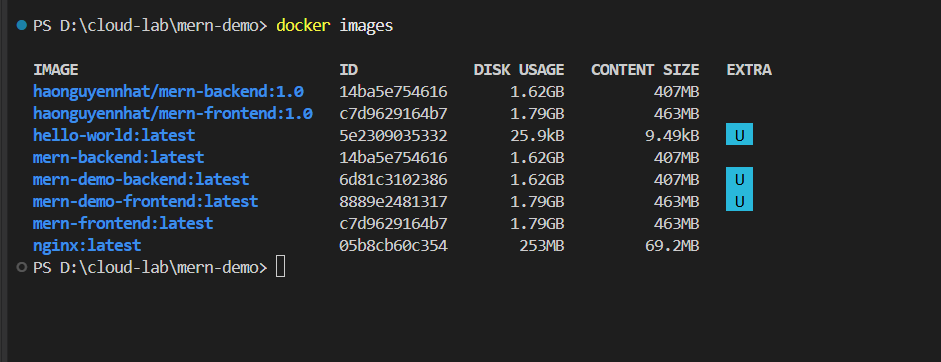 PS D:\cloud-lab\mern-demo> docker images
IMAGE ID DISK USAGE CONTENT SIZE EXTRA
haonguyennhat/mern-backend:1.0 14ba5e754616 1.62GB 407MB
haonguyennhat/mern-frontend:1.0 c7d9629164b7 1.79GB 463MB
hello-world:latest 5e2309035332 25.9kB 9.49kB U
mern-backend:latest 14ba5e754616 1.62GB 407MB
mern-demo-backend:latest 6d81c3102386 1.62GB 407MB U
mern-demo-frontend:latest 8889e2481317 1.79GB 463MB U
mern-frontend:latest c7d9629164b7 1.79GB 463MB
nginx:latest 05b8cb60c354 253MB 69.2MB
PS D:\cloud-lab\mern-demo>